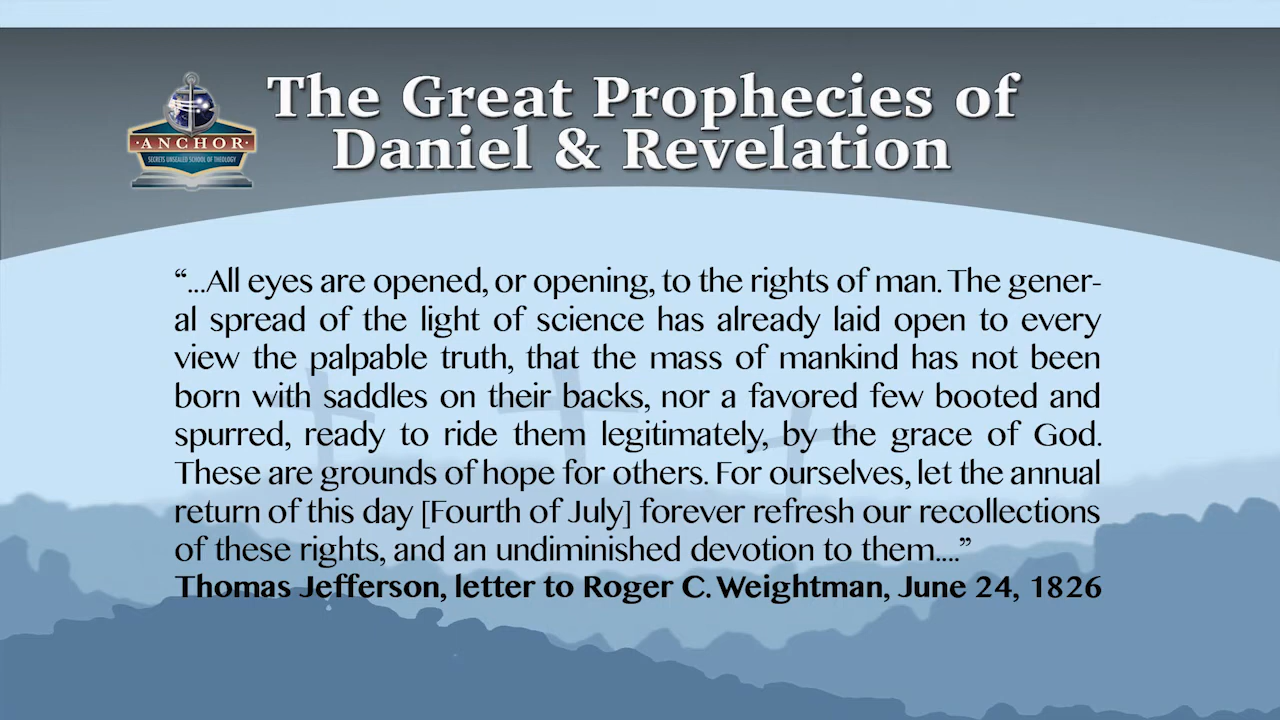 The Great Prophecies of
Daniel & Revelation
·ANCHOR·
SECRETS UNSEALED SCHOOL OF THEOLOGY
“...All eyes are opened, or opening, to the rights of man. The gener-
al spread of the light of science has already laid open to every
view the palpable truth, that the mass of mankind has not been
born with saddles on their backs, nor a favored few booted and
spurred, ready to ride them legitimately, by the grace of God.
These are grounds of hope for others. For ourselves, let the annual
return of this day [Fourth of July] forever refresh our recollections
of these rights, and an undiminished devotion to them....”
Thomas Jefferson, letter to Roger C. Weightman, June 24, 1826